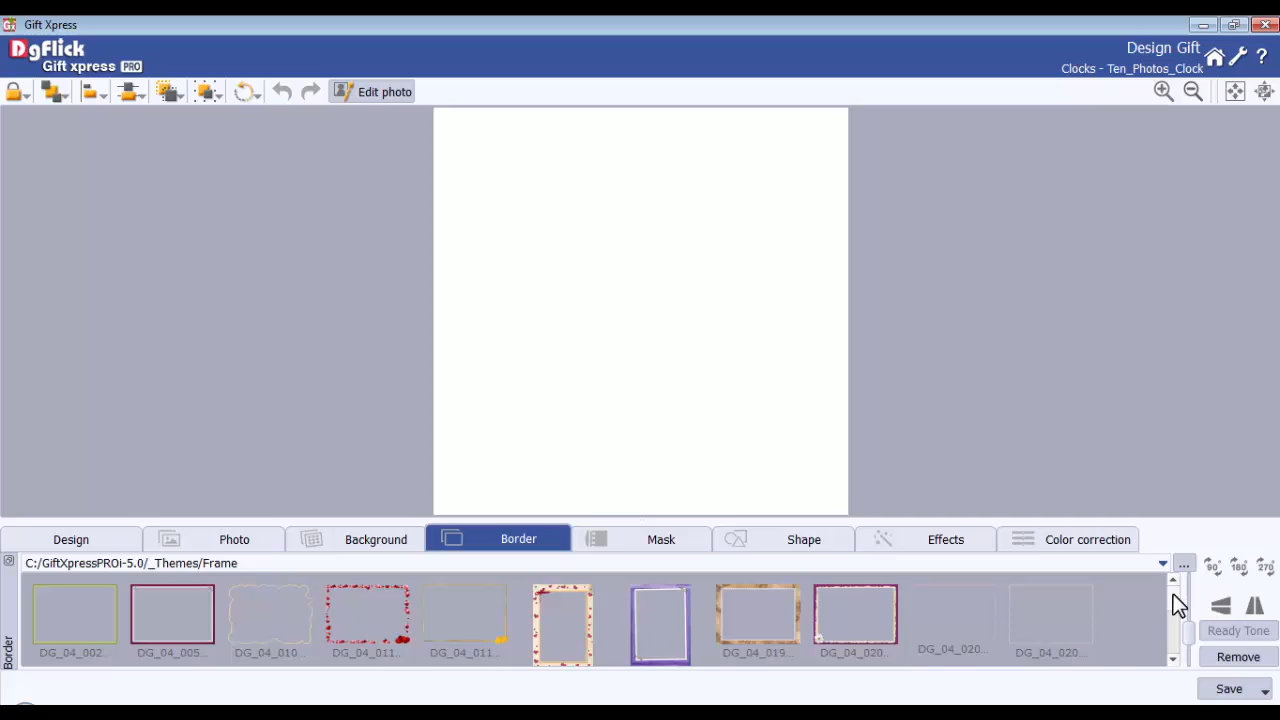 Gift Xpress
DgFlick
Gift xpress PRO
Design Gift
Clocks - Ten_Photos_Clock
Edit photo
Design
Photo
Background
Border
Mask
Shape
Effects
Color correction
C:/GiftXpressPROi-5.0/_Themes/Frame
...
90°
180°
270°
Border
DG_04_002...
DG_04_005...
DG_04_010...
DG_04_011...
DG_04_011...
DG_04_019...
DG_04_020...
DG_04_020...
DG_04_020...
Ready Tone
Remove
Save